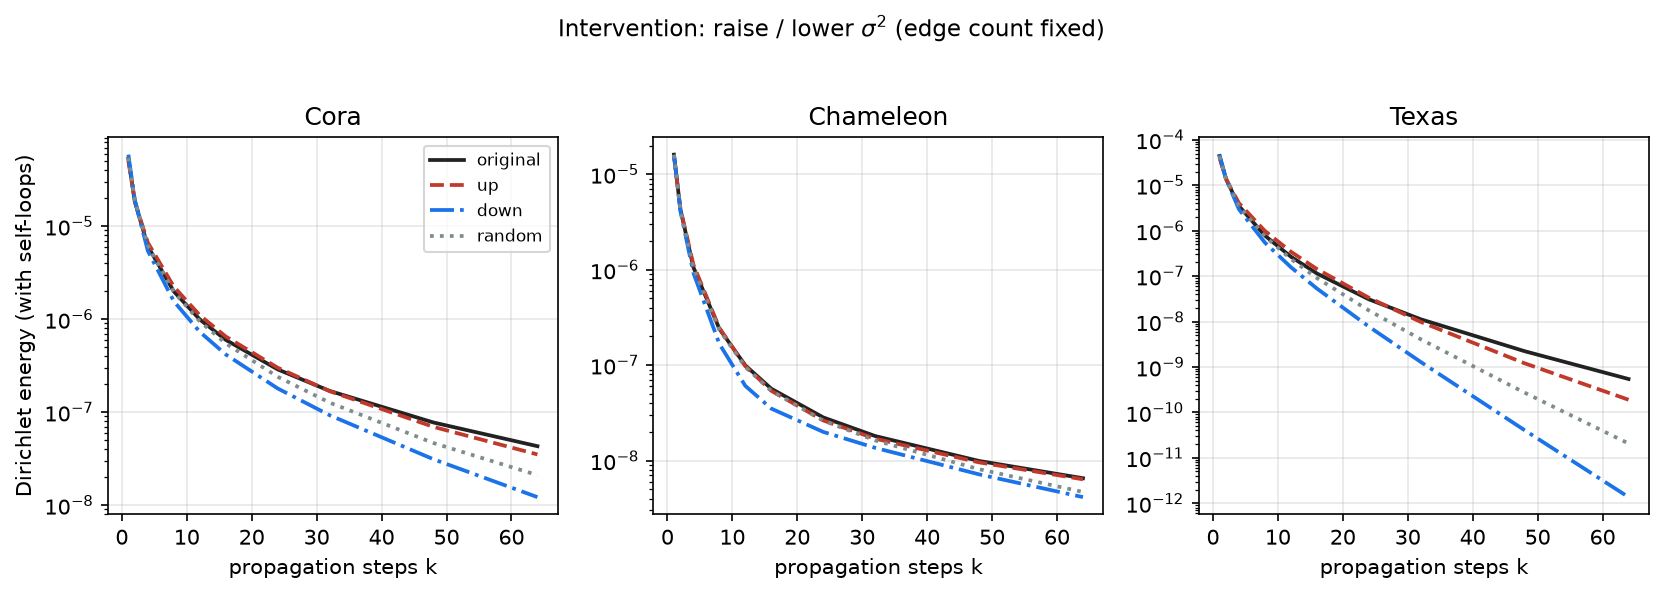 Intervention: raise / lower σ² (edge count fixed)
Cora
Dirichlet energy (with self-loops)
10⁻⁵
10⁻⁶
10⁻⁷
10⁻⁸
original
up
down
random
0 10 20 30 40 50 60
propagation steps k
Chameleon
10⁻⁵
10⁻⁶
10⁻⁷
10⁻⁸
0 10 20 30 40 50 60
propagation steps k
Texas
10⁻⁴
10⁻⁵
10⁻⁶
10⁻⁷
10⁻⁸
10⁻⁹
10⁻¹⁰
10⁻¹¹
10⁻¹²
0 10 20 30 40 50 60
propagation steps k